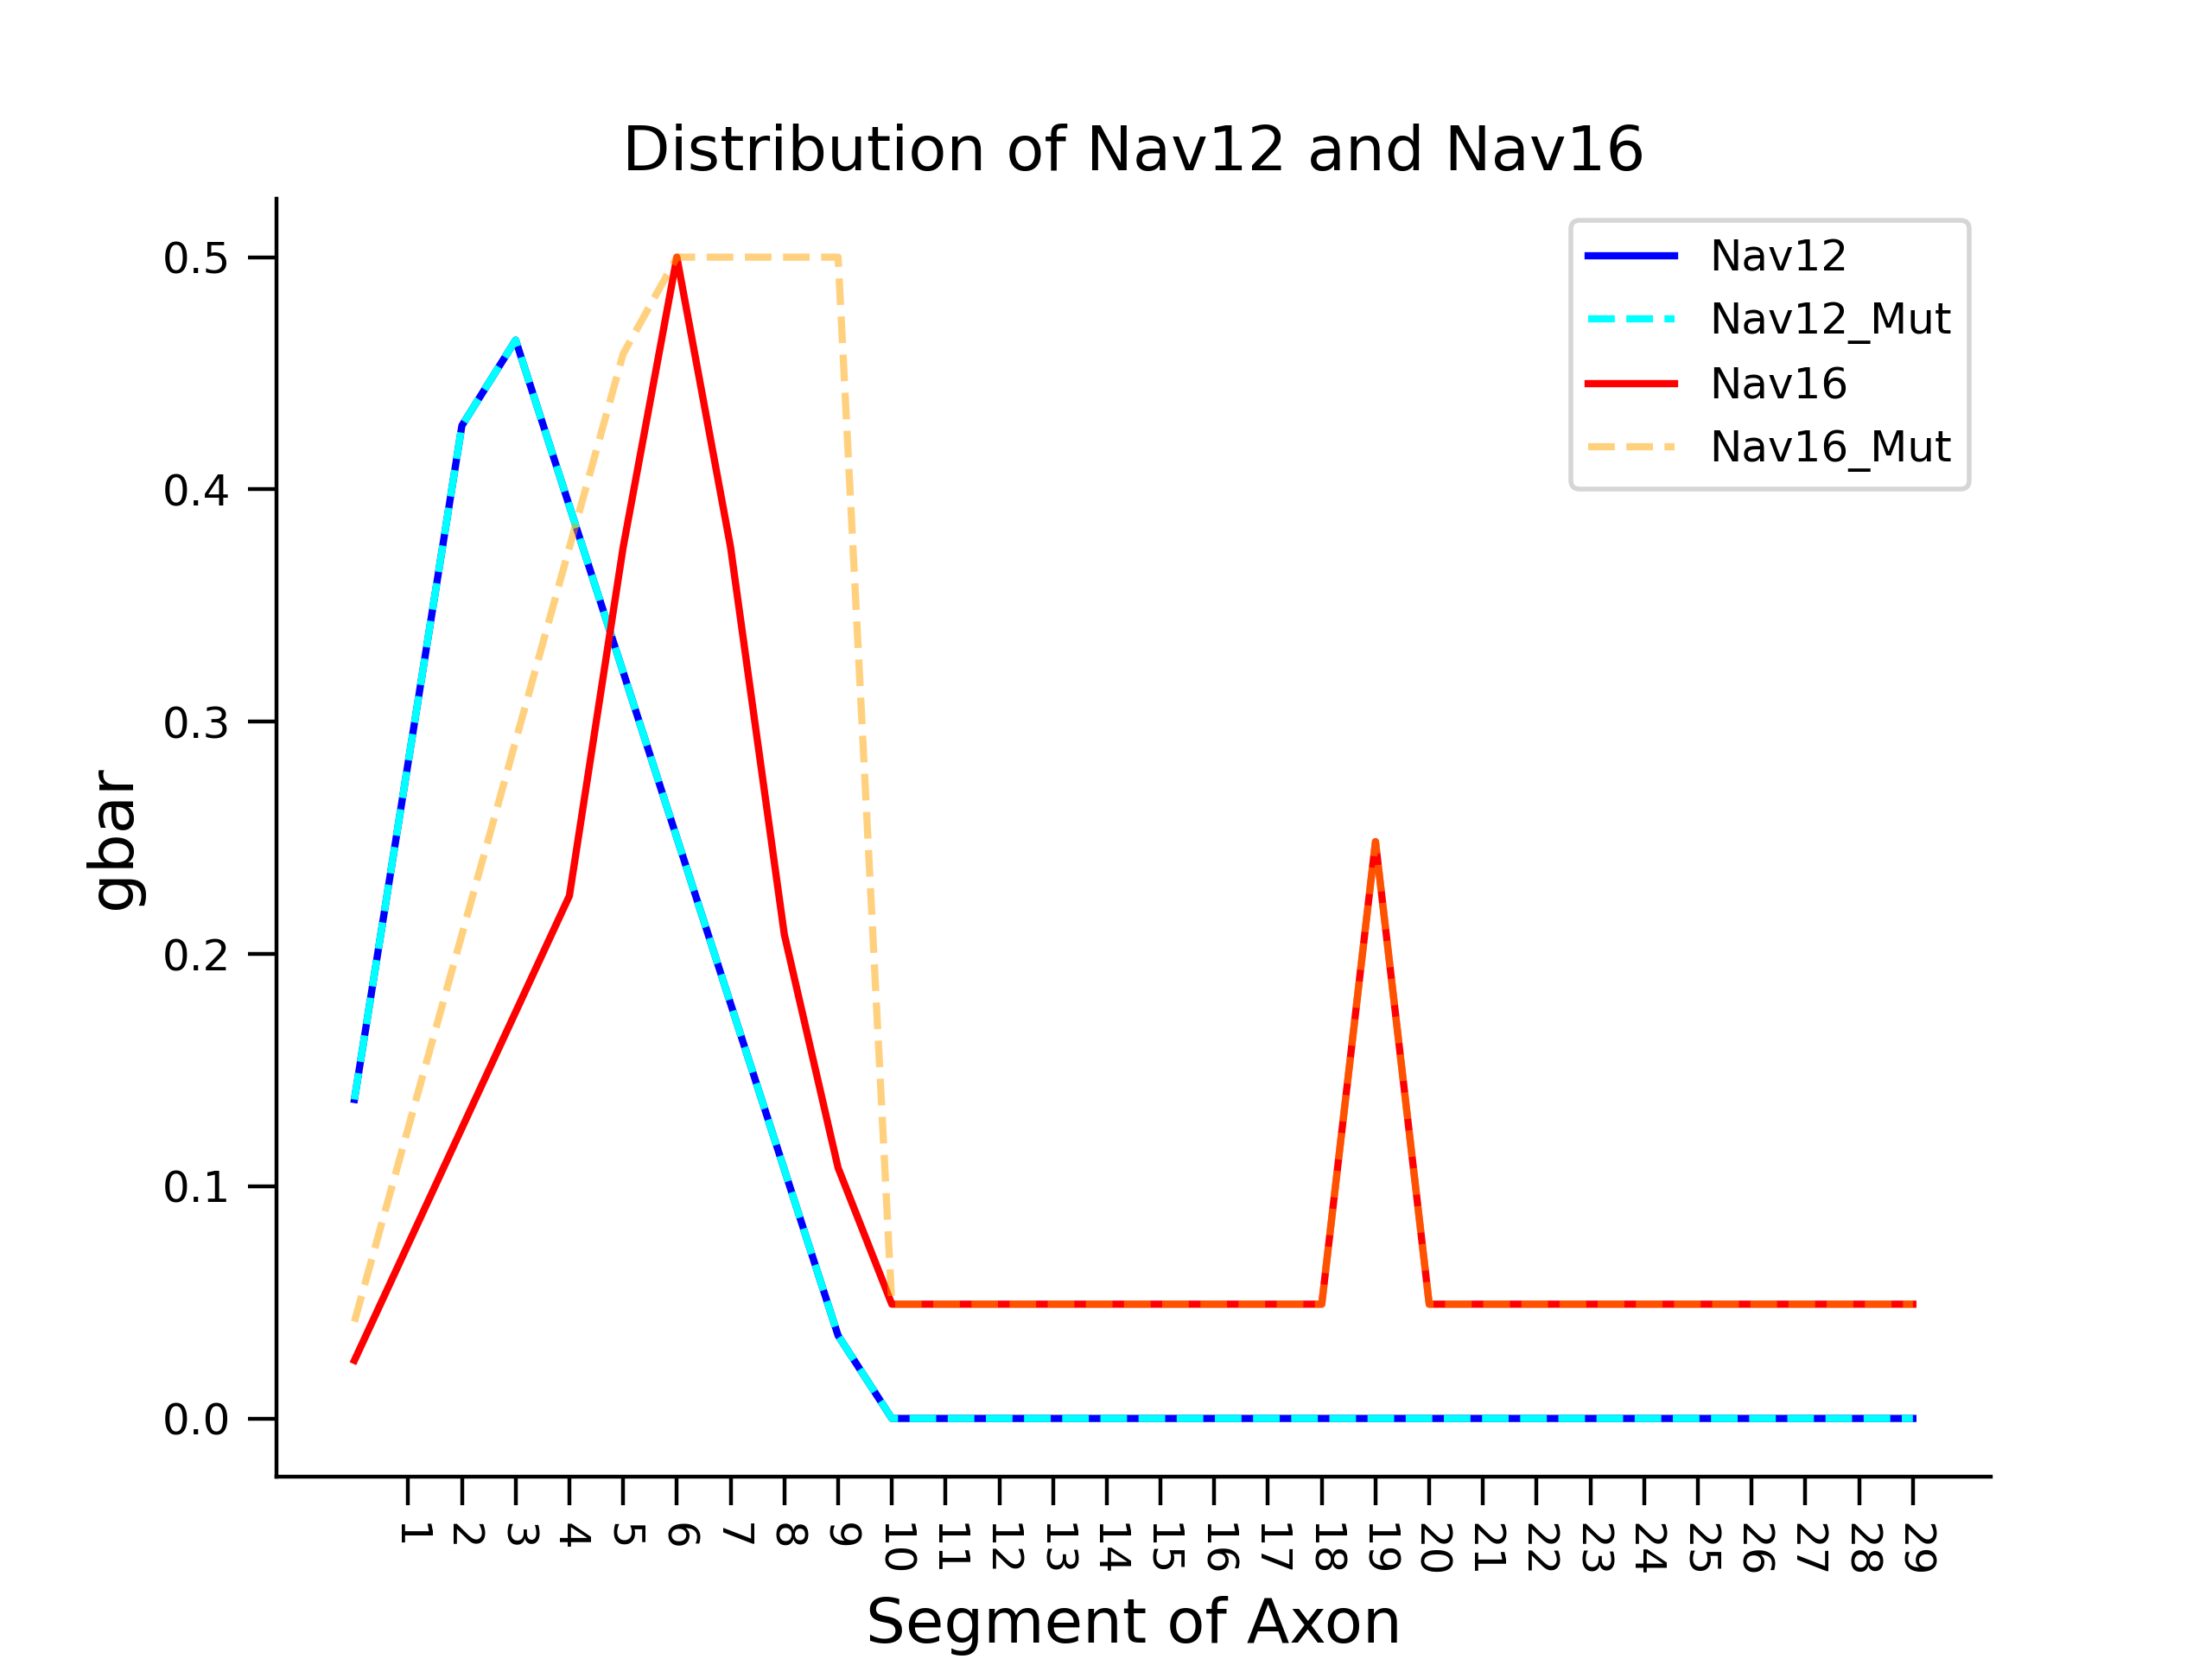 Distribution of Nav12 and Nav16
Nav12
Nav12_Mut
Nav16
Nav16_Mut
0.5
0.4
0.3
0.2
0.1
0.0
gbar
1 2 3 4 5 6 7 8 9 10 11 12 13 14 15 16 17 18 19 20 21 22 23 24 25 26 27 28 29
Segment of Axon